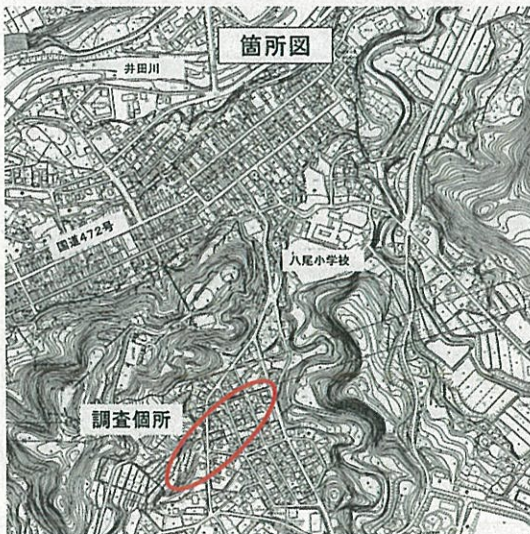 箇所図
井田川
国道472号
八尾小学校
調査個所